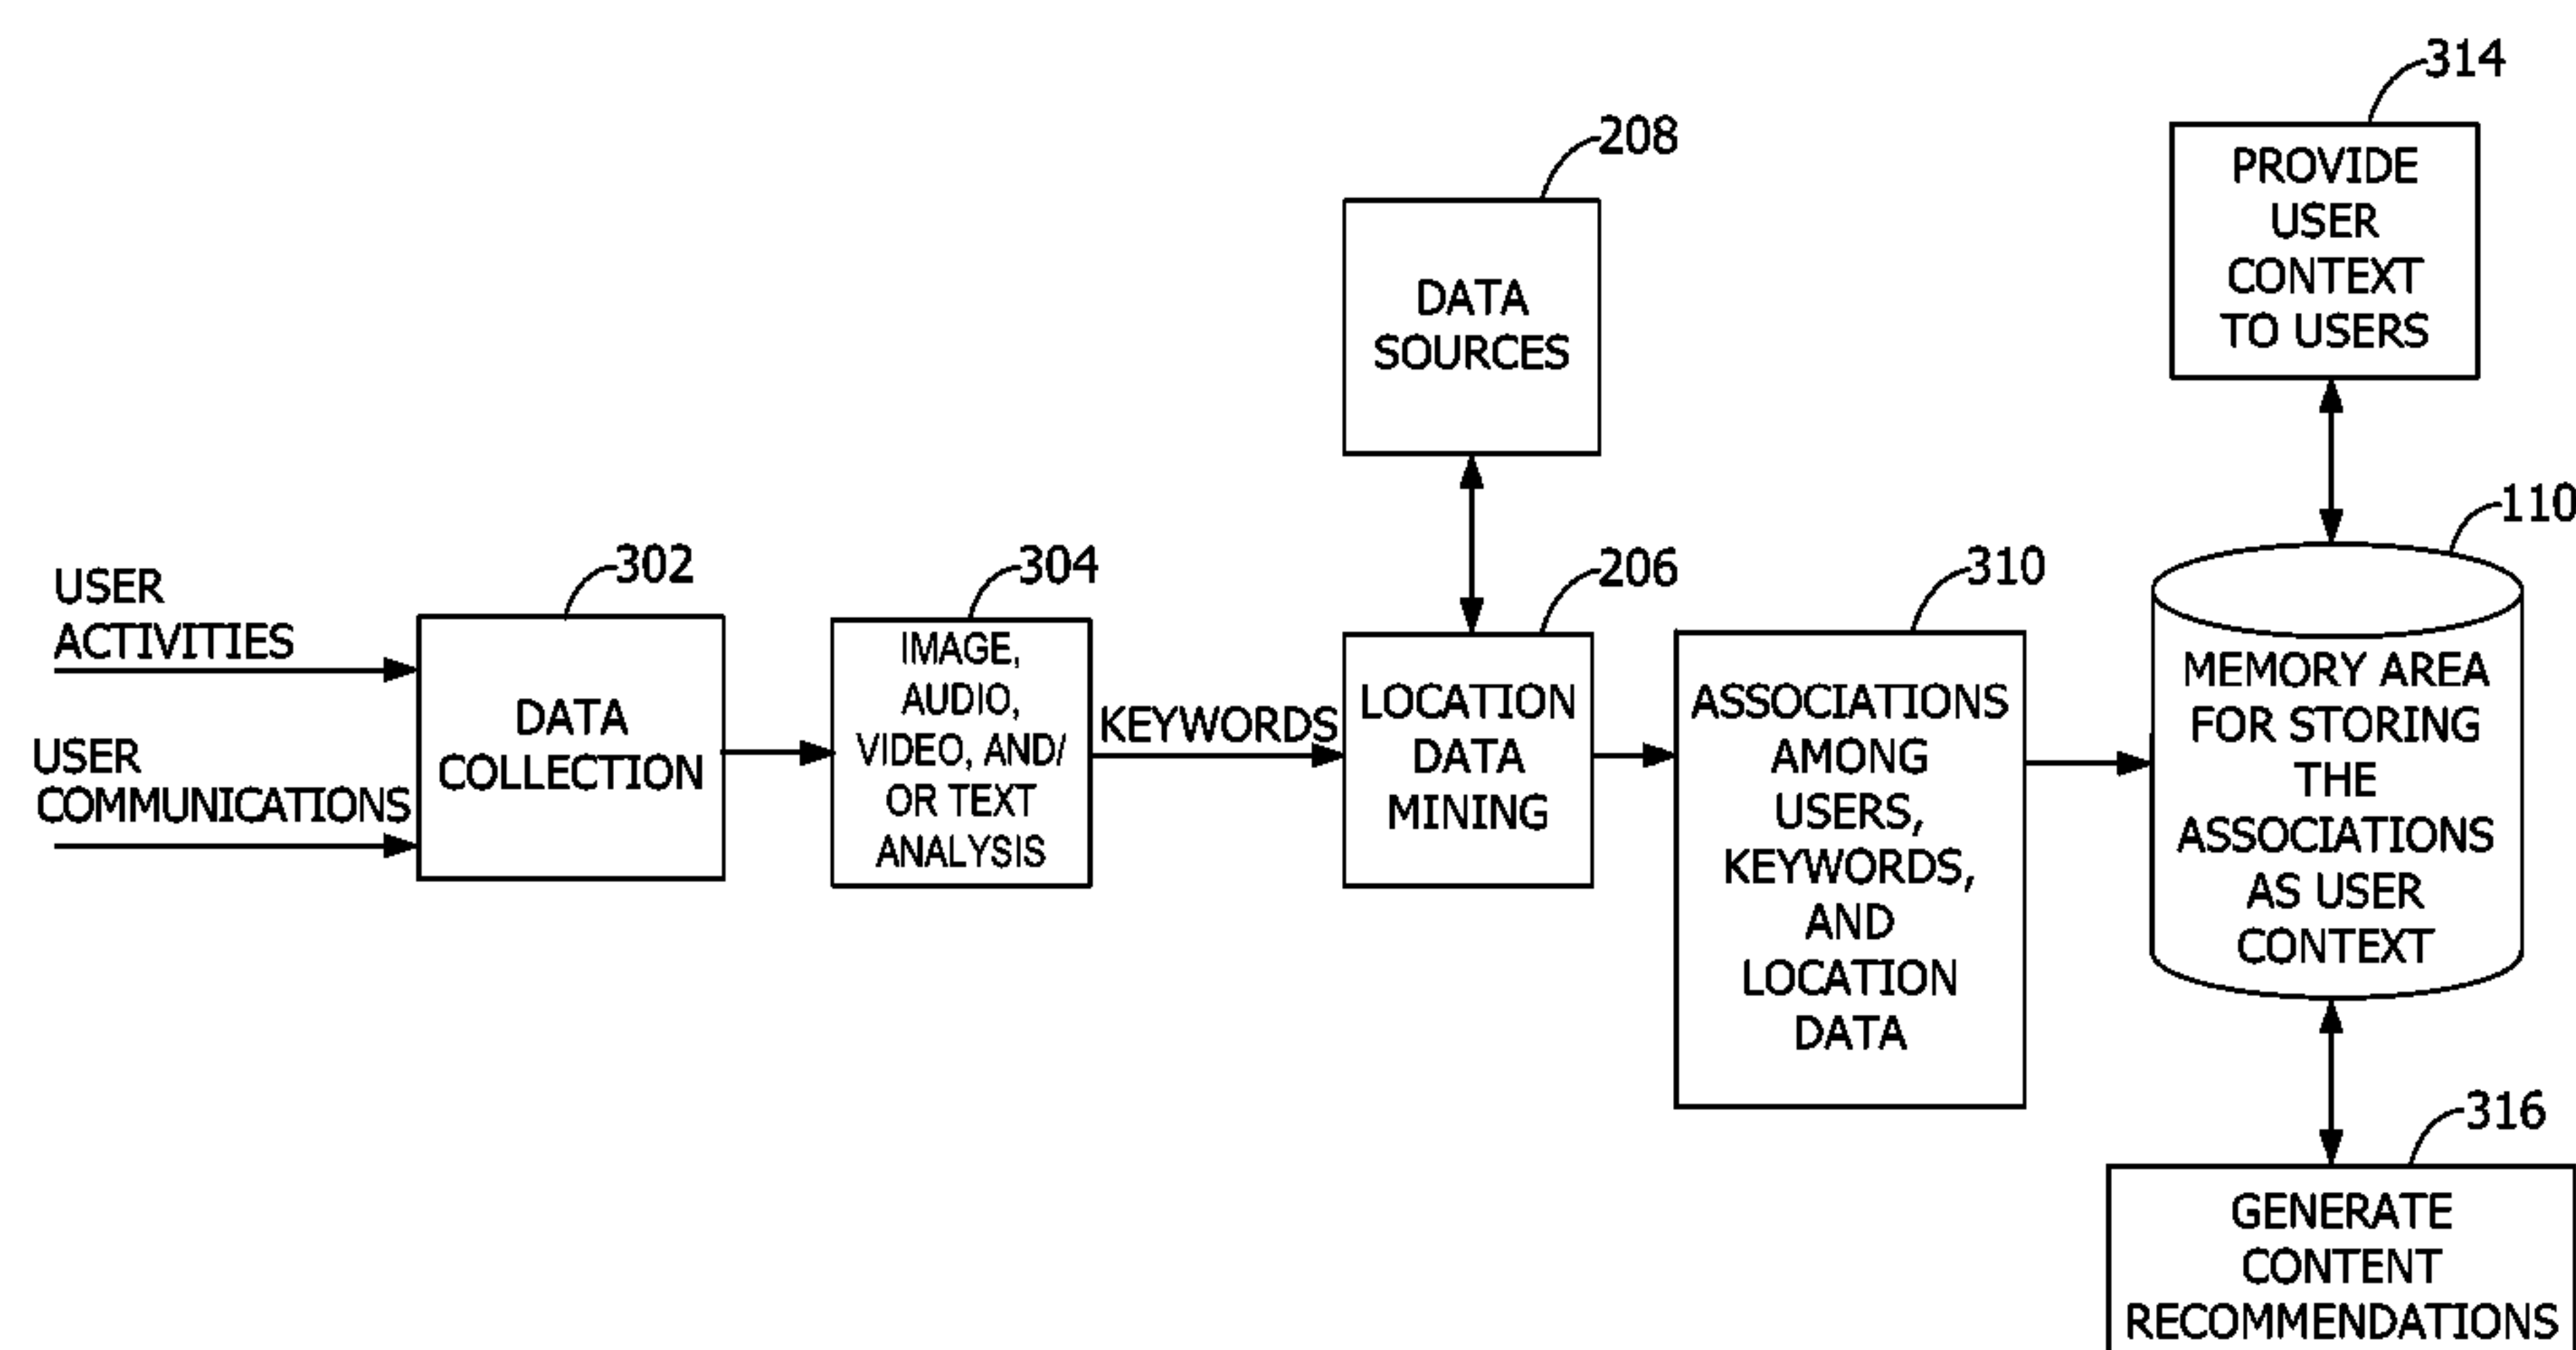 USER
ACTIVITIES
USER
COMMUNICATIONS
302
DATA
COLLECTION
304
IMAGE,
AUDIO,
VIDEO, AND/
OR TEXT
ANALYSIS
KEYWORDS
208
DATA
SOURCES
206
LOCATION
DATA
MINING
310
ASSOCIATIONS
AMONG
USERS,
KEYWORDS,
AND
LOCATION
DATA
314
PROVIDE
USER
CONTEXT
TO USERS
110
MEMORY AREA
FOR STORING
THE
ASSOCIATIONS
AS USER
CONTEXT
316
GENERATE
CONTENT
RECOMMENDATIONS